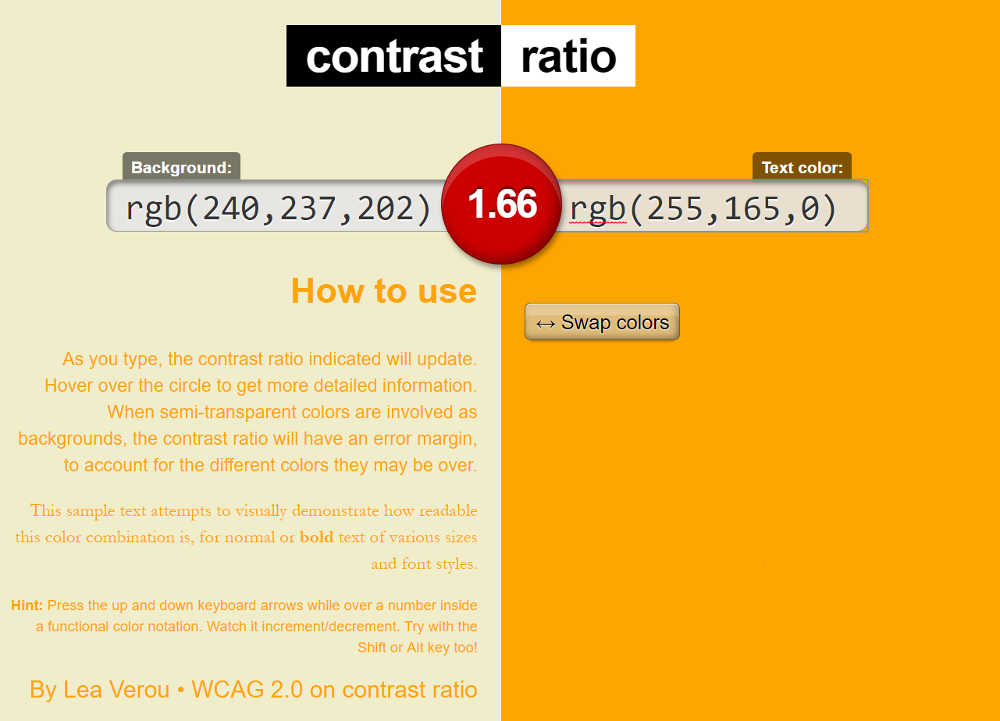 contrast ratio
Background:
Text color:
rgb(240,237,202)
1.66
rgb(255,165,0)
How to use
↔ Swap colors
As you type, the contrast ratio indicated will update.
Hover over the circle to get more detailed information.
When semi-transparent colors are involved as
backgrounds, the contrast ratio will have an error margin,
to account for the different colors they may be over.
This sample text attempts to visually demonstrate how readable
this color combination is, for normal or bold text of various sizes
and font styles.
Hint: Press the up and down keyboard arrows while over a number inside
a functional color notation. Watch it increment/decrement. Try with the
Shift or Alt key too!
By Lea Verou • WCAG 2.0 on contrast ratio